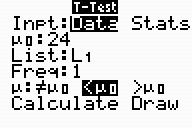 T-Test
Inpt:Data Stats
μ₀:24
List:L₁
Freq:1
μ:≠μ₀ <μ₀ >μ₀
Calculate Draw